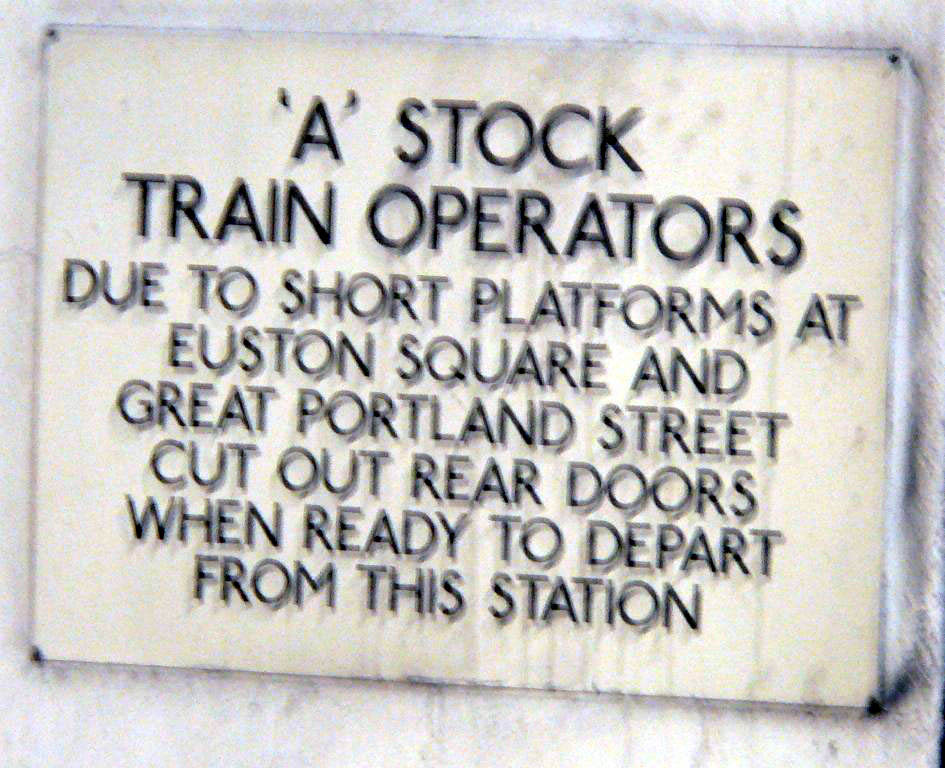 'A' STOCK
TRAIN OPERATORS
DUE TO SHORT PLATFORMS AT
EUSTON SQUARE AND
GREAT PORTLAND STREET
CUT OUT REAR DOORS
WHEN READY TO DEPART
FROM THIS STATION